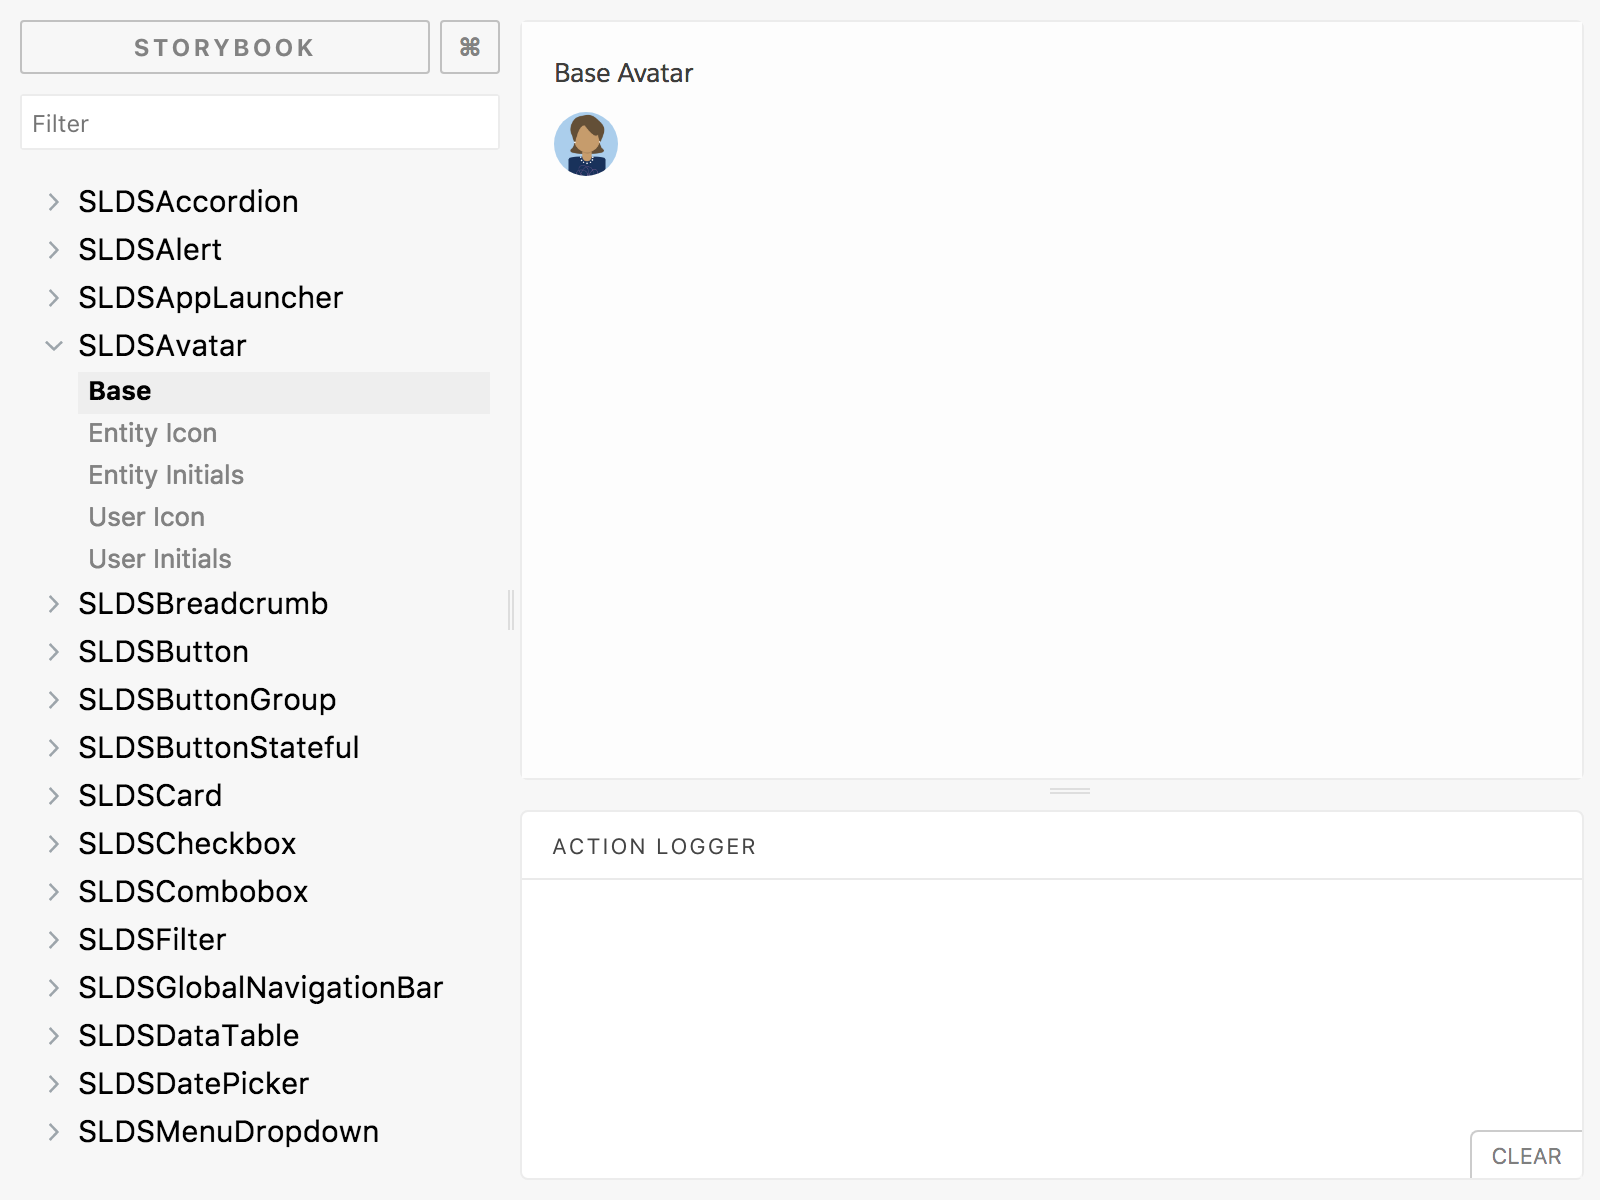 STORYBOOK
⌘
Filter
SLDSAccordion
SLDSAlert
SLDSAppLauncher
SLDSAvatar
Base
Entity Icon
Entity Initials
User Icon
User Initials
SLDSBreadcrumb
SLDSButton
SLDSButtonGroup
SLDSButtonStateful
SLDSCard
SLDSCheckbox
SLDSCombobox
SLDSFilter
SLDSGlobalNavigationBar
SLDSDataTable
SLDSDatePicker
SLDSMenuDropdown
Base Avatar
ACTION LOGGER
CLEAR